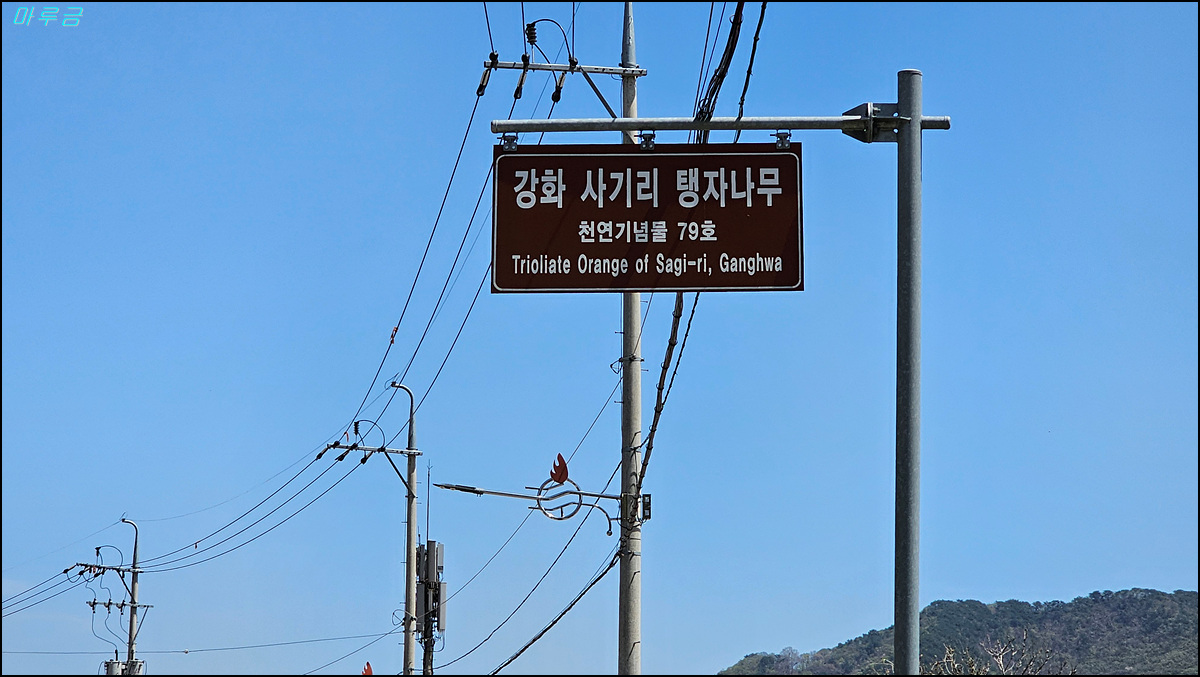 마루금
강화 사기리 탱자나무
천연기념물 79호
Trioliate Orange of Sagi-ri, Ganghwa